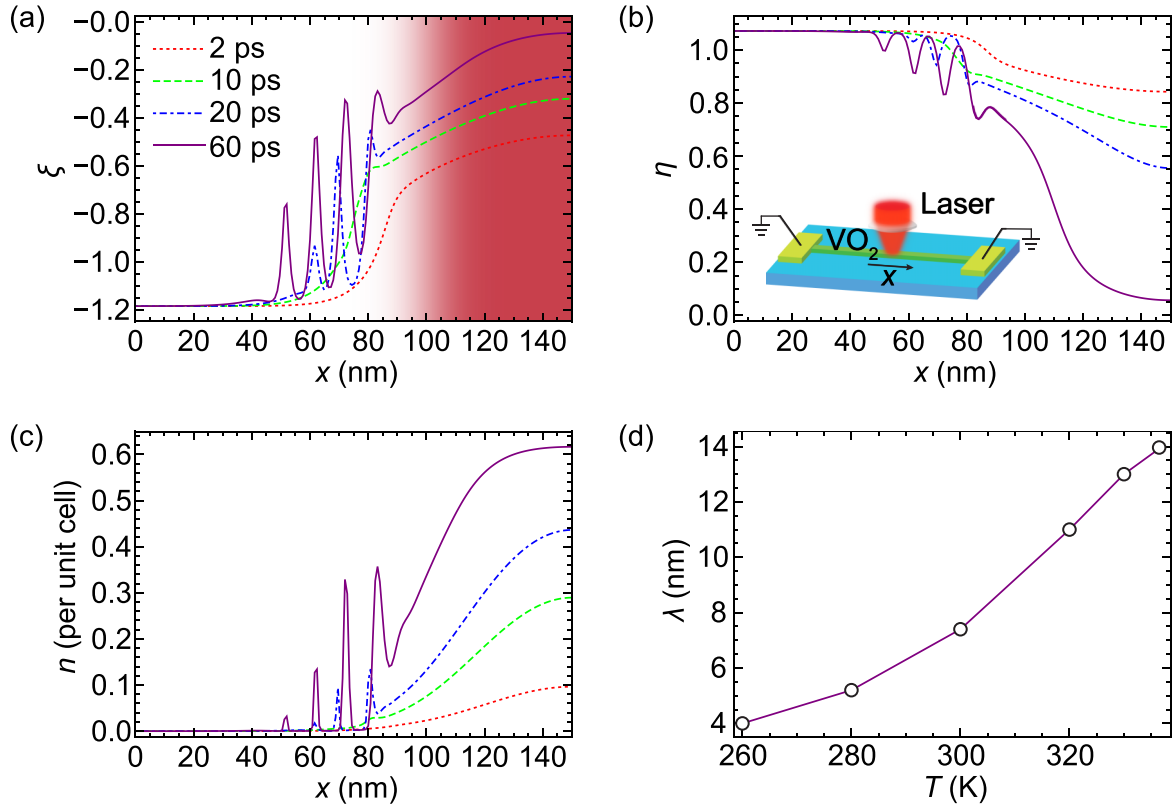 (a)
−0.0
−0.2
−0.4
−0.6
−0.8
−1.0
−1.2
ξ
2 ps
10 ps
20 ps
60 ps
0 20 40 60 80 100 120 140
x (nm)
(b)
1.0
0.8
0.6
0.4
0.2
0.0
η
Laser
VO₂
x
0 20 40 60 80 100 120 140
x (nm)
(c)
0.6
0.5
0.4
0.3
0.2
0.1
0.0
n (per unit cell)
0 20 40 60 80 100 120 140
x (nm)
(d)
14
12
10
8
6
4
λ (nm)
260 280 300 320
T (K)